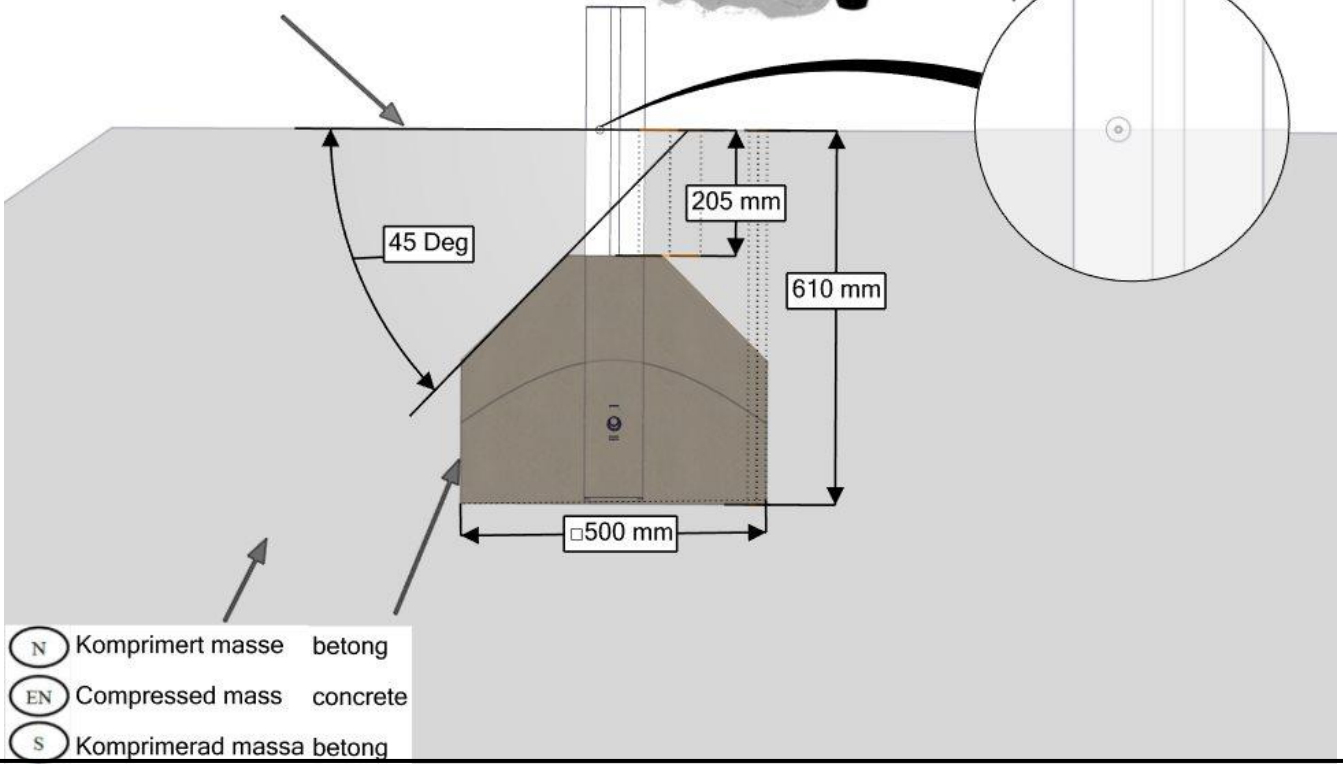 205 mm
45 Deg
610 mm
□500 mm
N Komprimert masse betong
EN Compressed mass concrete
S Komprimerad massa betong